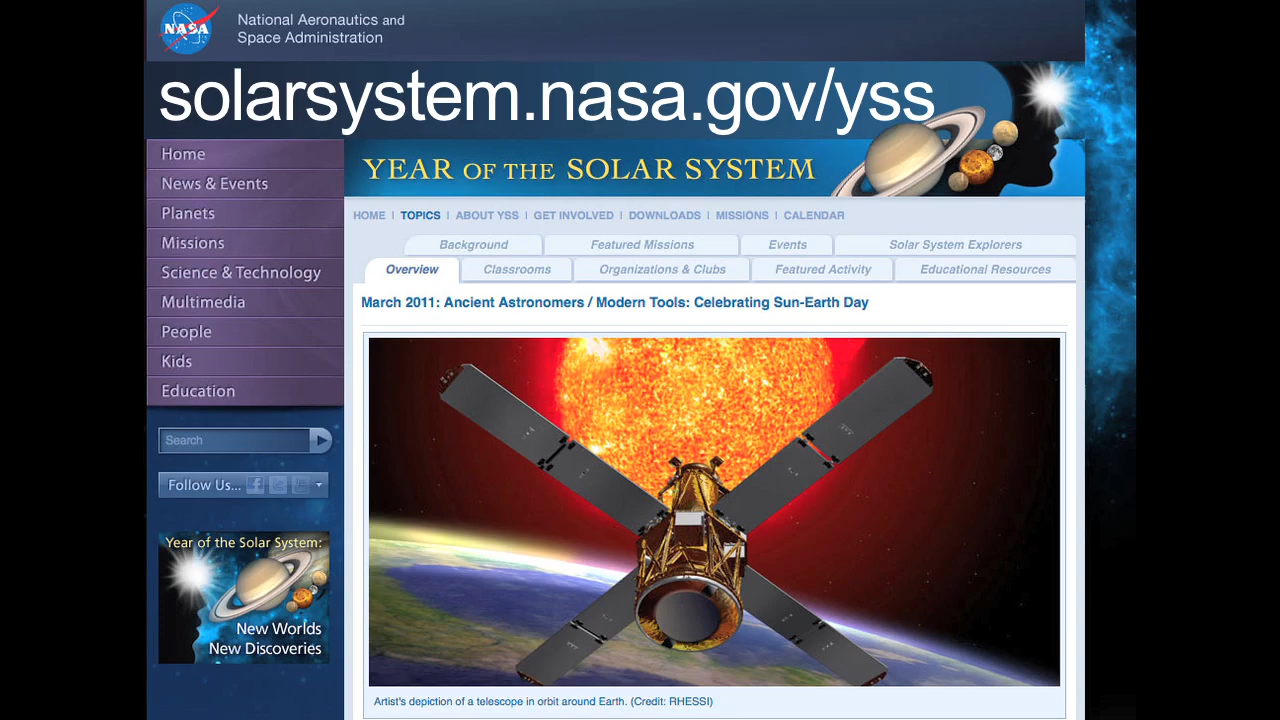 NASA
National Aeronautics and
Space Administration
solarsystem.nasa.gov/yss
Home
News & Events
Planets
Missions
Science & Technology
Multimedia
People
Kids
Education
Search
Follow Us...
Year of the Solar System:
New Worlds
New Discoveries
YEAR OF THE SOLAR SYSTEM
HOME | TOPICS | ABOUT YSS | GET INVOLVED | DOWNLOADS | MISSIONS | CALENDAR
Background Featured Missions Events Solar System Explorers
Overview Classrooms Organizations & Clubs Featured Activity Educational Resources
March 2011: Ancient Astronomers / Modern Tools: Celebrating Sun-Earth Day
Artist's depiction of a telescope in orbit around Earth. (Credit: RHESSI)